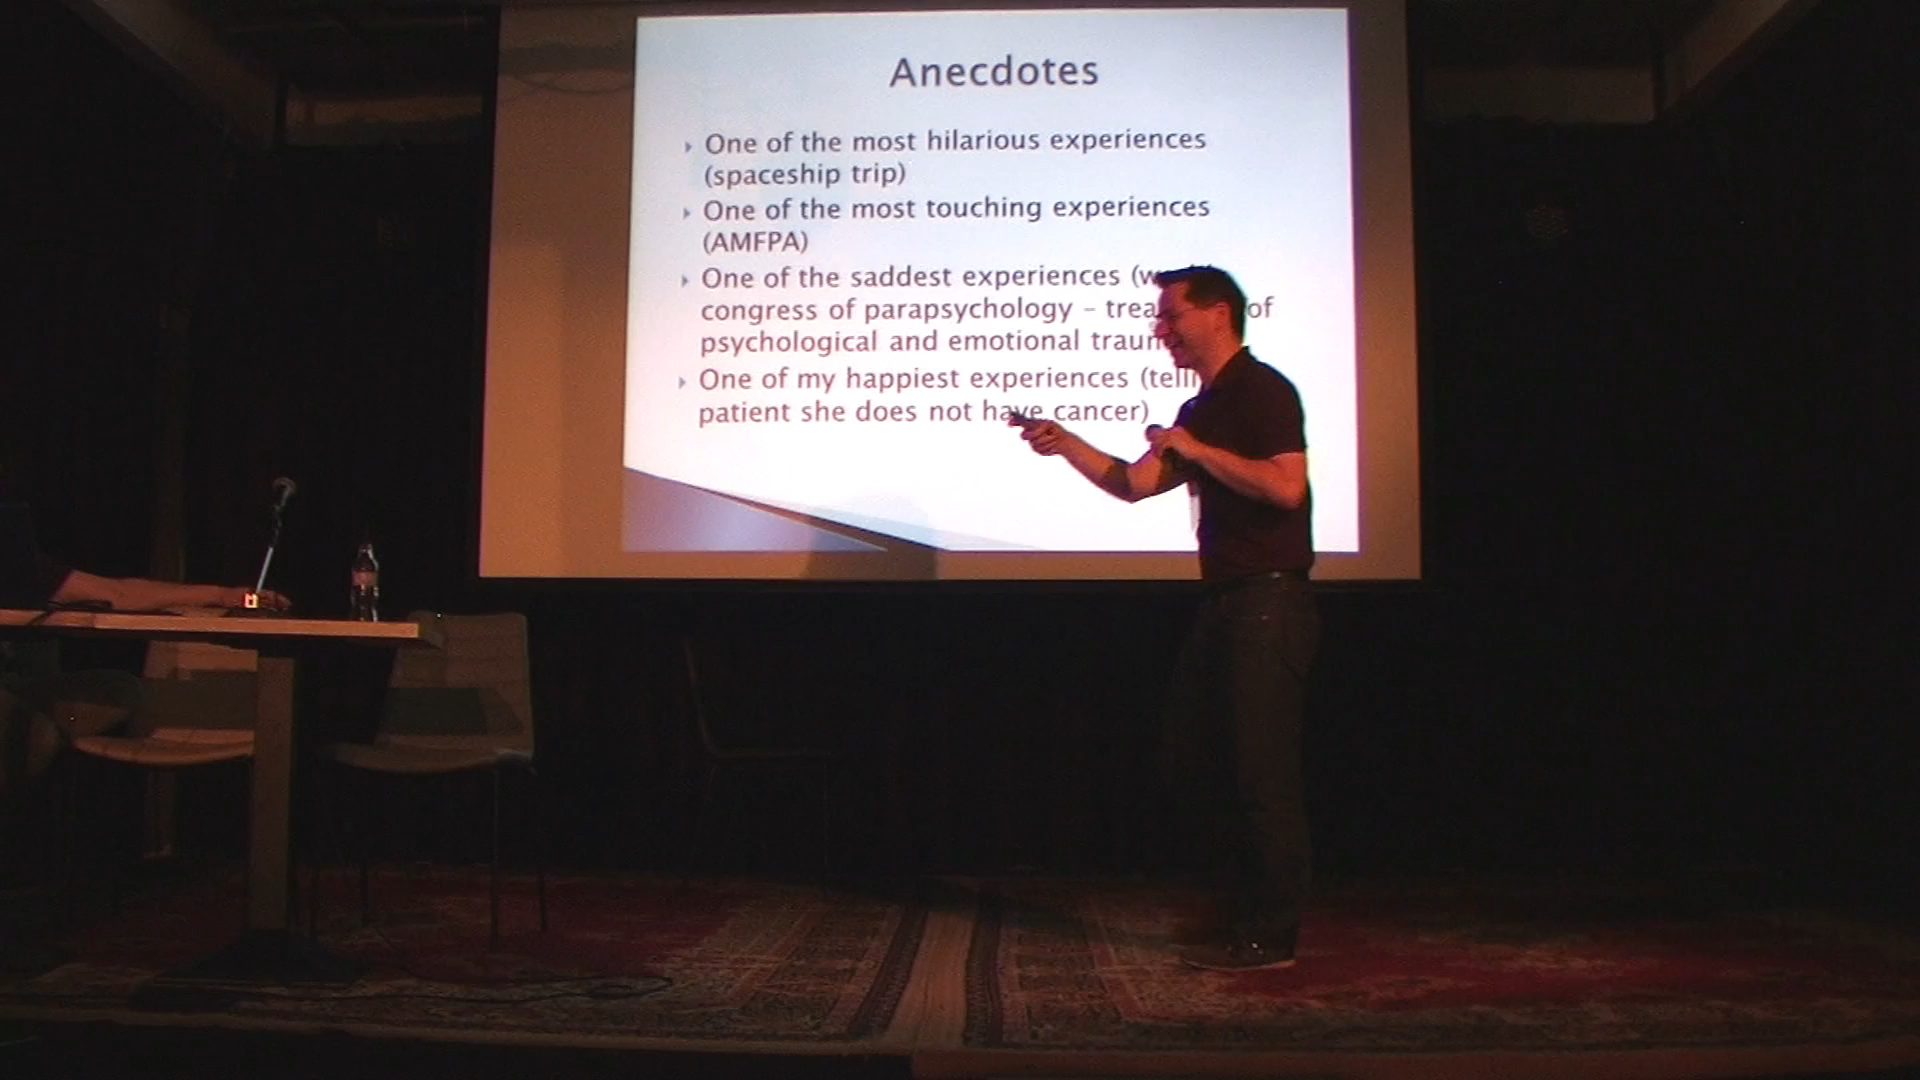 Anecdotes
One of the most hilarious experiences
(spaceship trip)
One of the most touching experiences
(AMFPA)
One of the saddest experiences
congress of parapsychology – of
psychological and emotional
One of my happiest experiences
patient she does not have cancer)